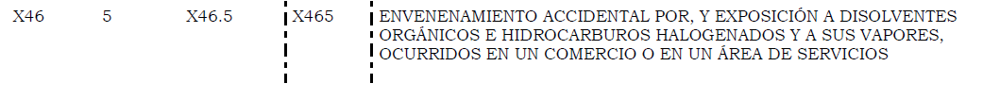 X46 5 X46.5 X465 ENVENENAMIENTO ACCIDENTAL POR, Y EXPOSICIÓN A DISOLVENTES
ORGÁNICOS E HIDROCARBUROS HALOGENADOS Y A SUS VAPORES,
OCURRIDOS EN UN COMERCIO O EN UN ÁREA DE SERVICIOS